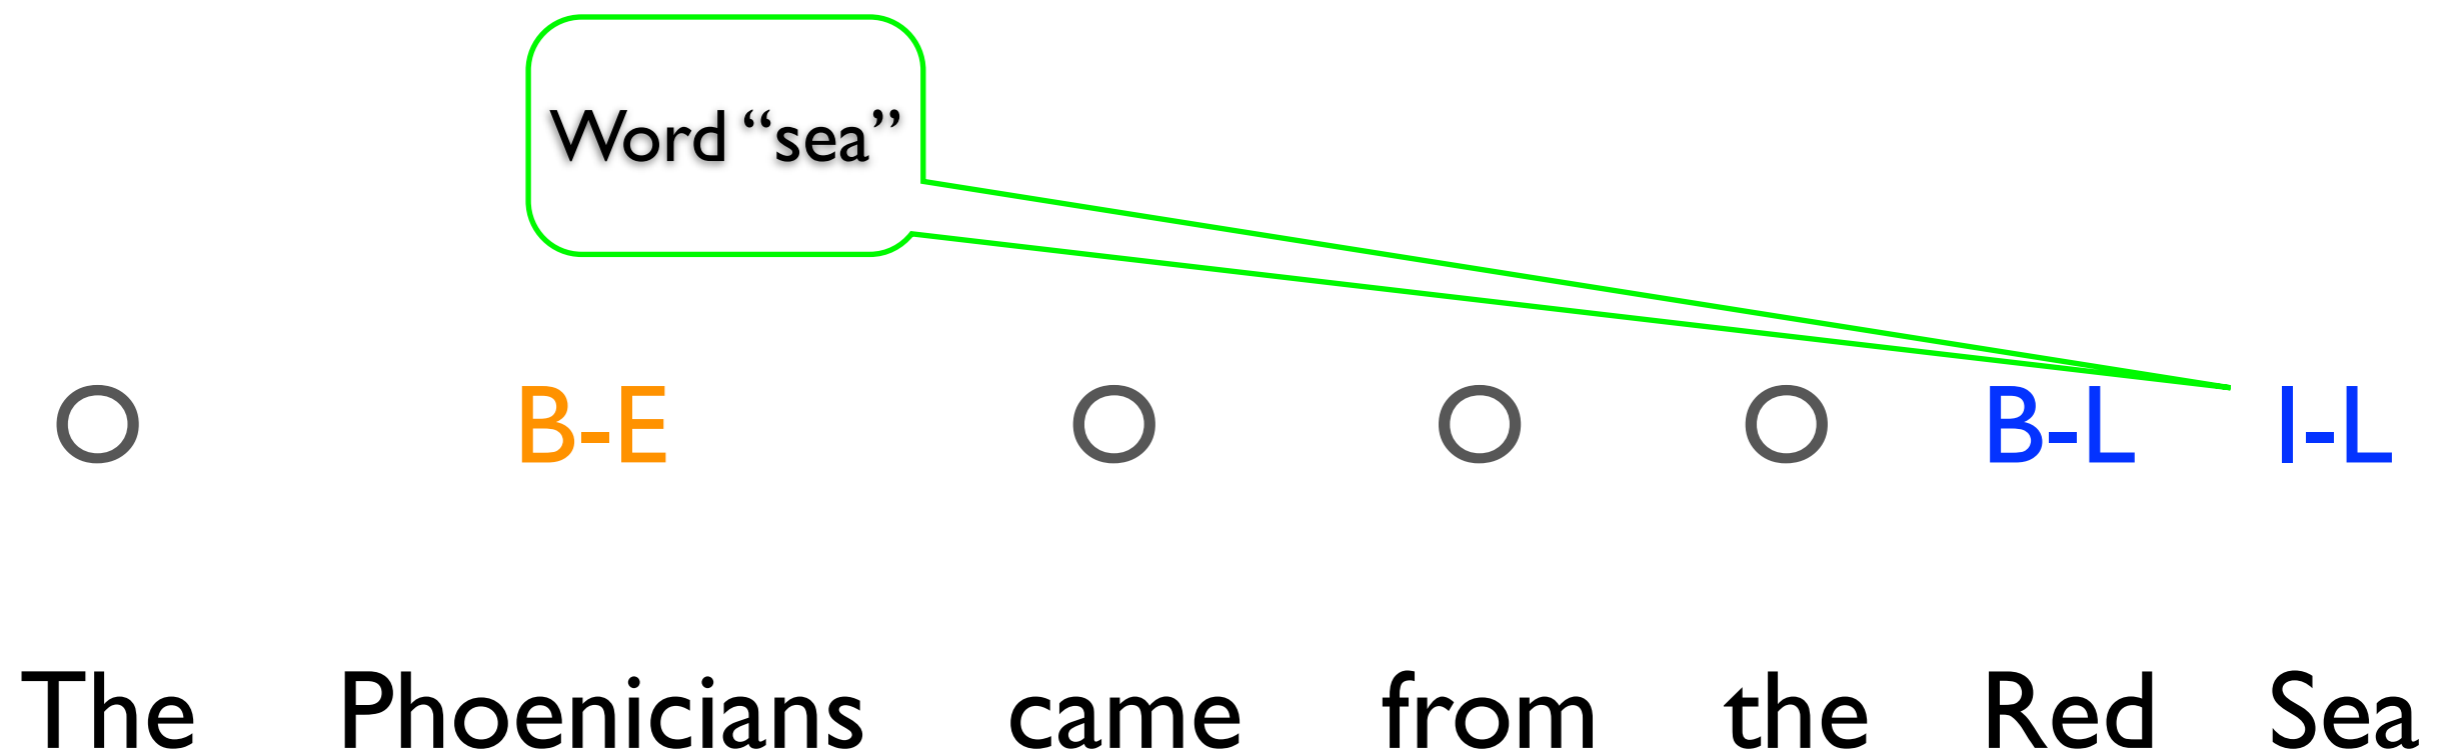 Word “sea”
O B-E O O O B-L I-L
The Phoenicians came from the Red Sea